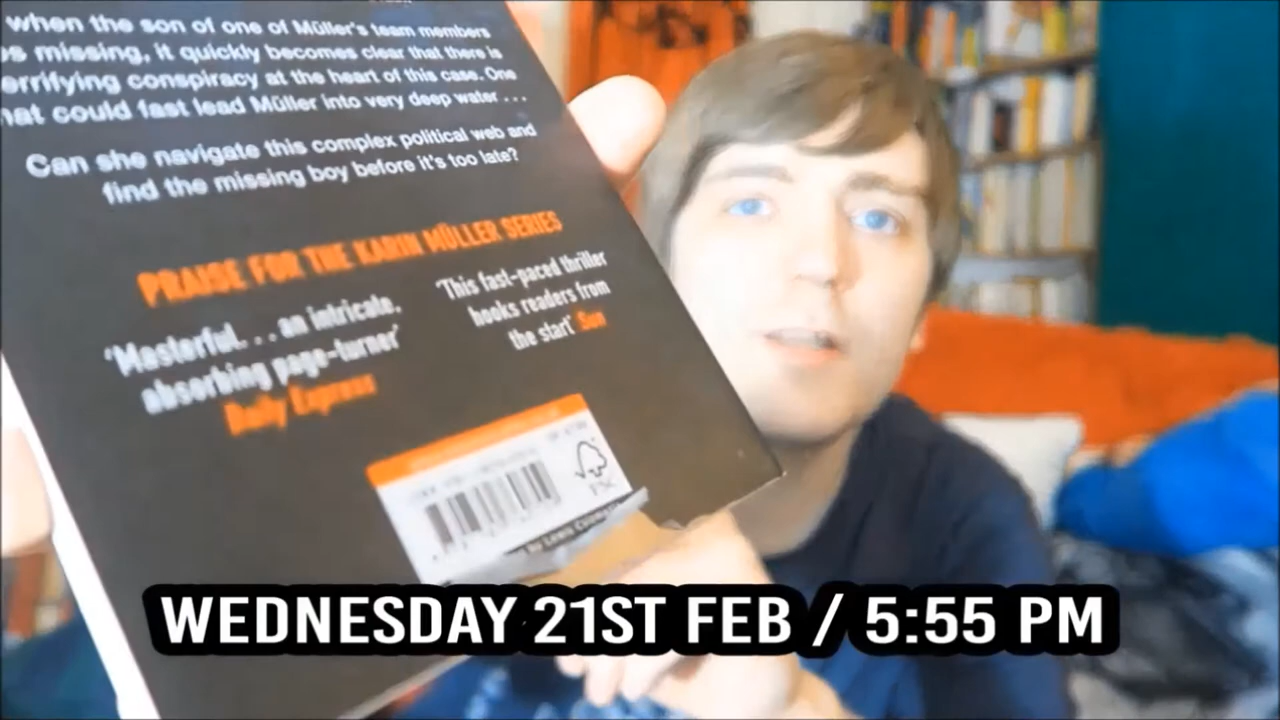 when the son of one of Müller's team members
es missing, it quickly becomes clear that there is
errifying conspiracy at the heart of this case. One
hat could fast lead Müller into very deep water . . .
Can she navigate this complex political web and
find the missing boy before it's too late?
PRAISE FOR THE KARIN MÜLLER SERIES
'Masterful. . . an intricate,
absorbing page-turner'
Daily Express
'This fast-paced thriller
hooks readers from
the start' Sun
FSC
WEDNESDAY 21ST FEB / 5:55 PM